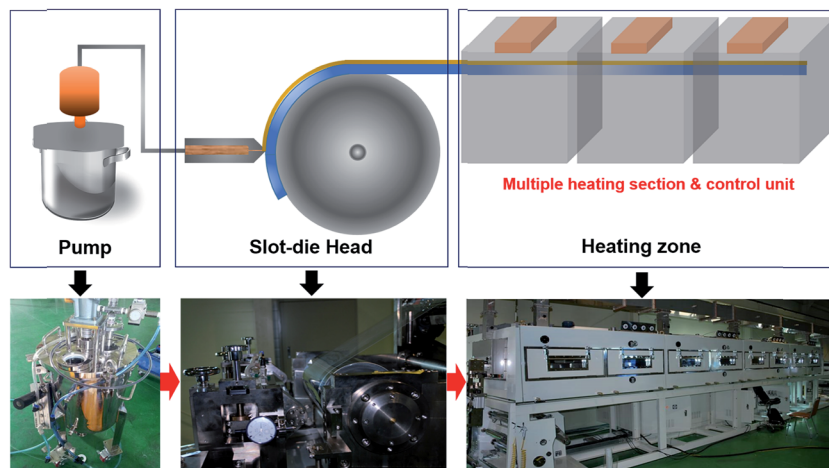 Multiple heating section & control unit
Pump
Slot-die Head
Heating zone